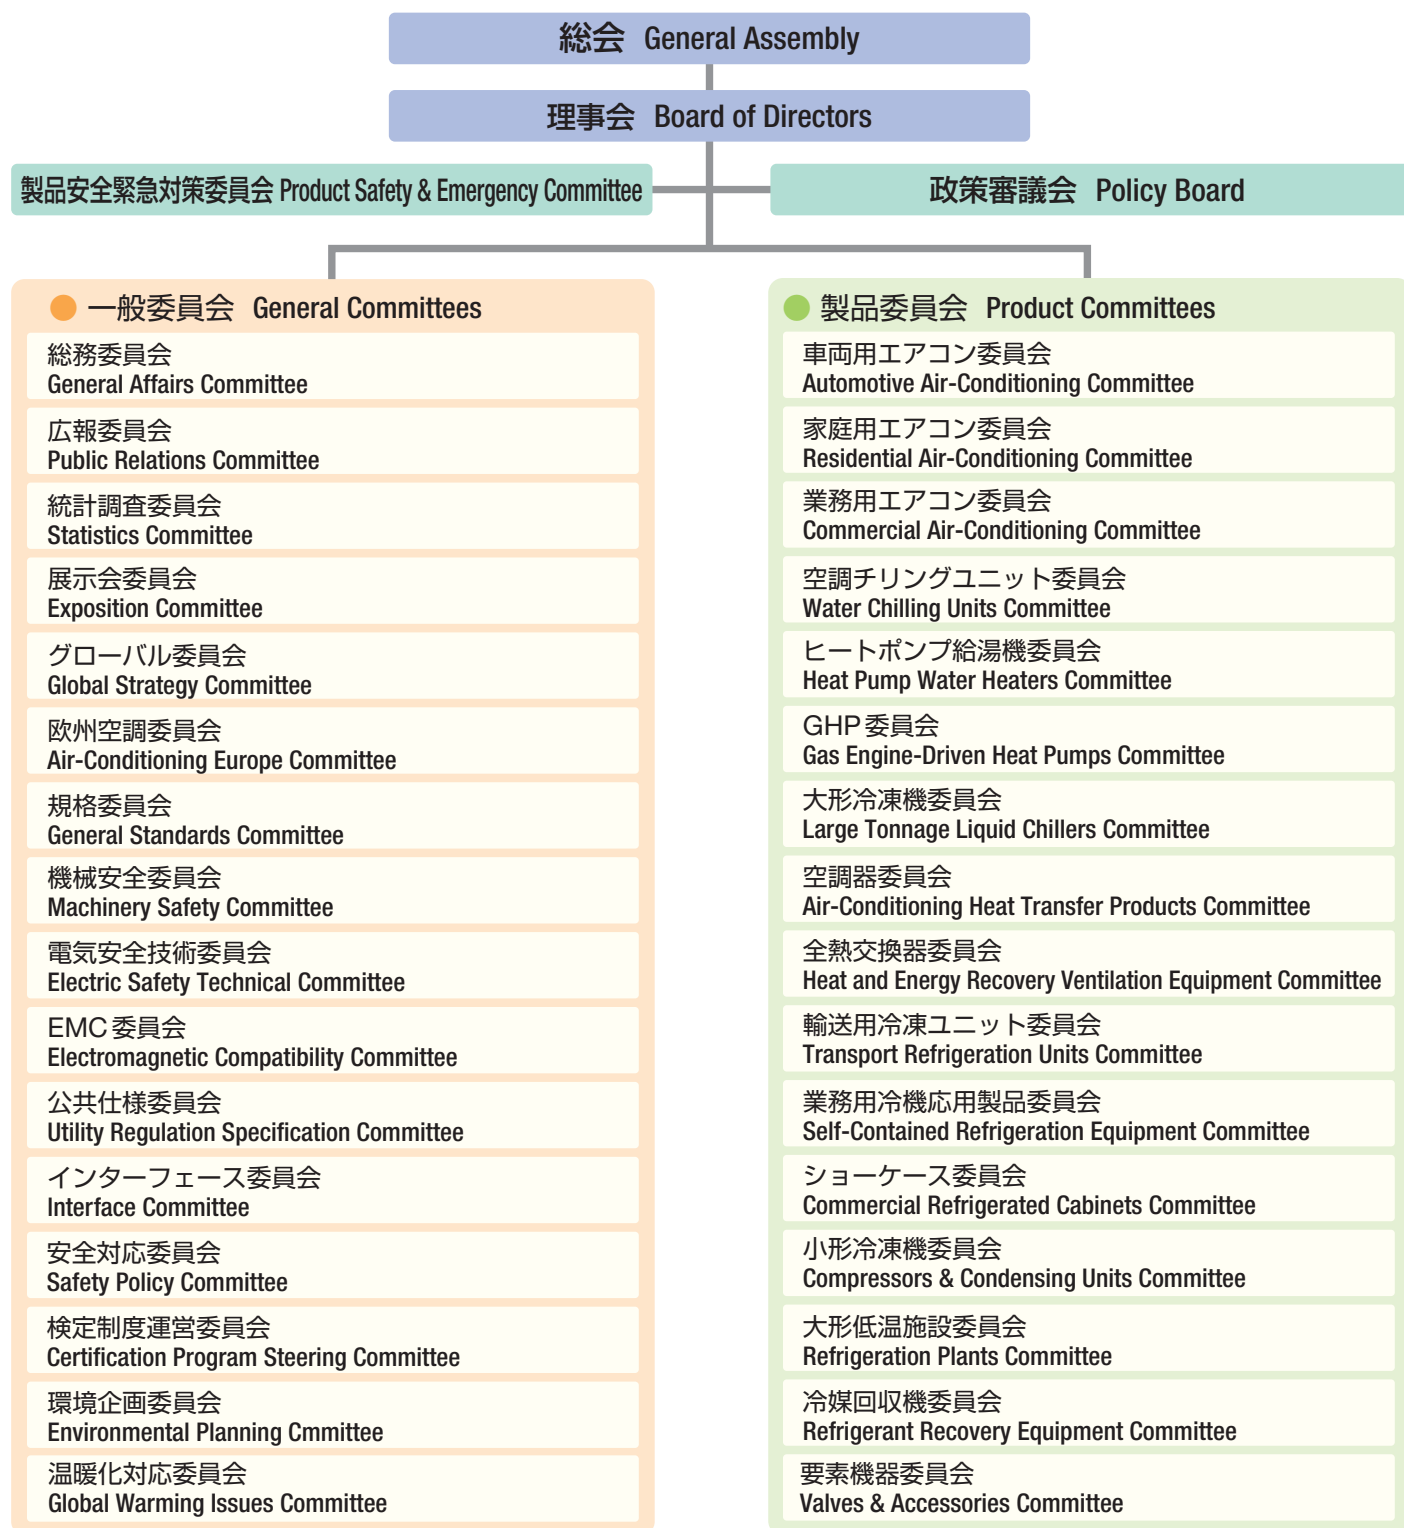 総会 General Assembly
理事会 Board of Directors
製品安全緊急対策委員会 Product Safety & Emergency Committee
政策審議会 Policy Board
一般委員会 General Committees
総務委員会
General Affairs Committee
広報委員会
Public Relations Committee
統計調査委員会
Statistics Committee
展示会委員会
Exposition Committee
グローバル委員会
Global Strategy Committee
欧州空調委員会
Air-Conditioning Europe Committee
規格委員会
General Standards Committee
機械安全委員会
Machinery Safety Committee
電気安全技術委員会
Electric Safety Technical Committee
EMC委員会
Electromagnetic Compatibility Committee
公共仕様委員会
Utility Regulation Specification Committee
インターフェース委員会
Interface Committee
安全対応委員会
Safety Policy Committee
検定制度運営委員会
Certification Program Steering Committee
環境企画委員会
Environmental Planning Cmmittee
温暖化対応委員会
Global Warming Issues Committee
製品委員会 Product Committees
車両用エアコン委員会
Automotive Air-Conditioning Committee
家庭用エアコン委員会
Residential Air-Conditioning Committee
業務用エアコン委員会
Commercial Air-Conditioning Committee
空調チリングユニット委員会
Water Chilling Units Committee
ヒートポンプ給湯機委員会
Heat Pump Water Heaters Committee
GHP委員会
Gas Engine-Driven Heat Pumps Committee
大形冷凍機委員会
Large Tonnage Liquid Chillers Committee
空調器委員会
Air-Conditioning Heat Transfer Products Committee
全熱交換器委員会
Heat and Energy Recovery Ventilation Equipment Committee
輸送用冷凍ユニット委員会
Transport Refrigeration Units Committee
業務用冷機応用製品委員会
Self-Contained Refrigeration Equipment Committee
ショーケース委員会
Commercial Refrigerated Cabinets Committee
小形冷凍機委員会
Compressors & Condensing Units Committee
大形低温施設委員会
Refrigeration Plants Committee
冷媒回収機委員会
Refrigerant Recovery Equipment Committee
要素機器委員会
Valves & Accessories Committee